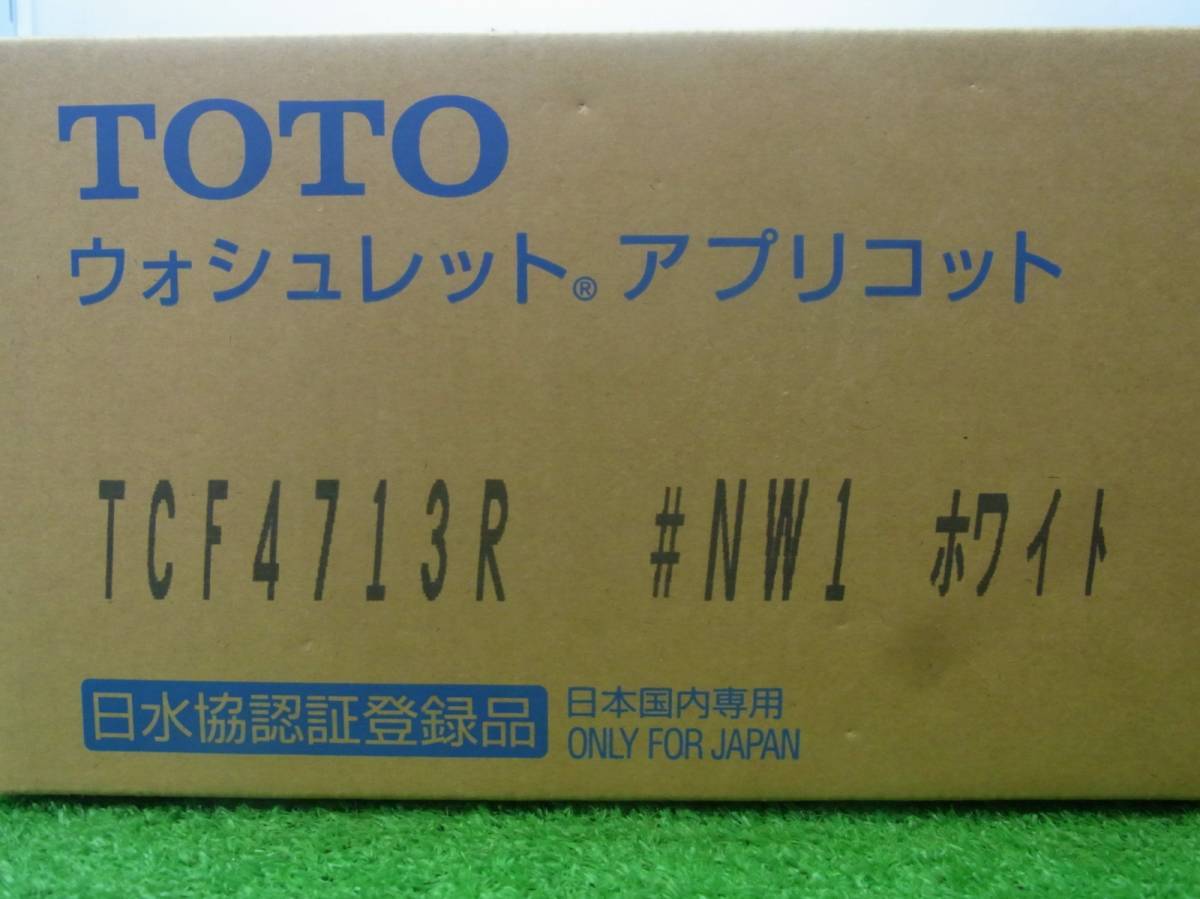 TOTO
ウォシュレット® アプリコット
TCF4713R #NW1 ホワイト
日水協認証登録品
日本国内専用
ONLY FOR JAPAN